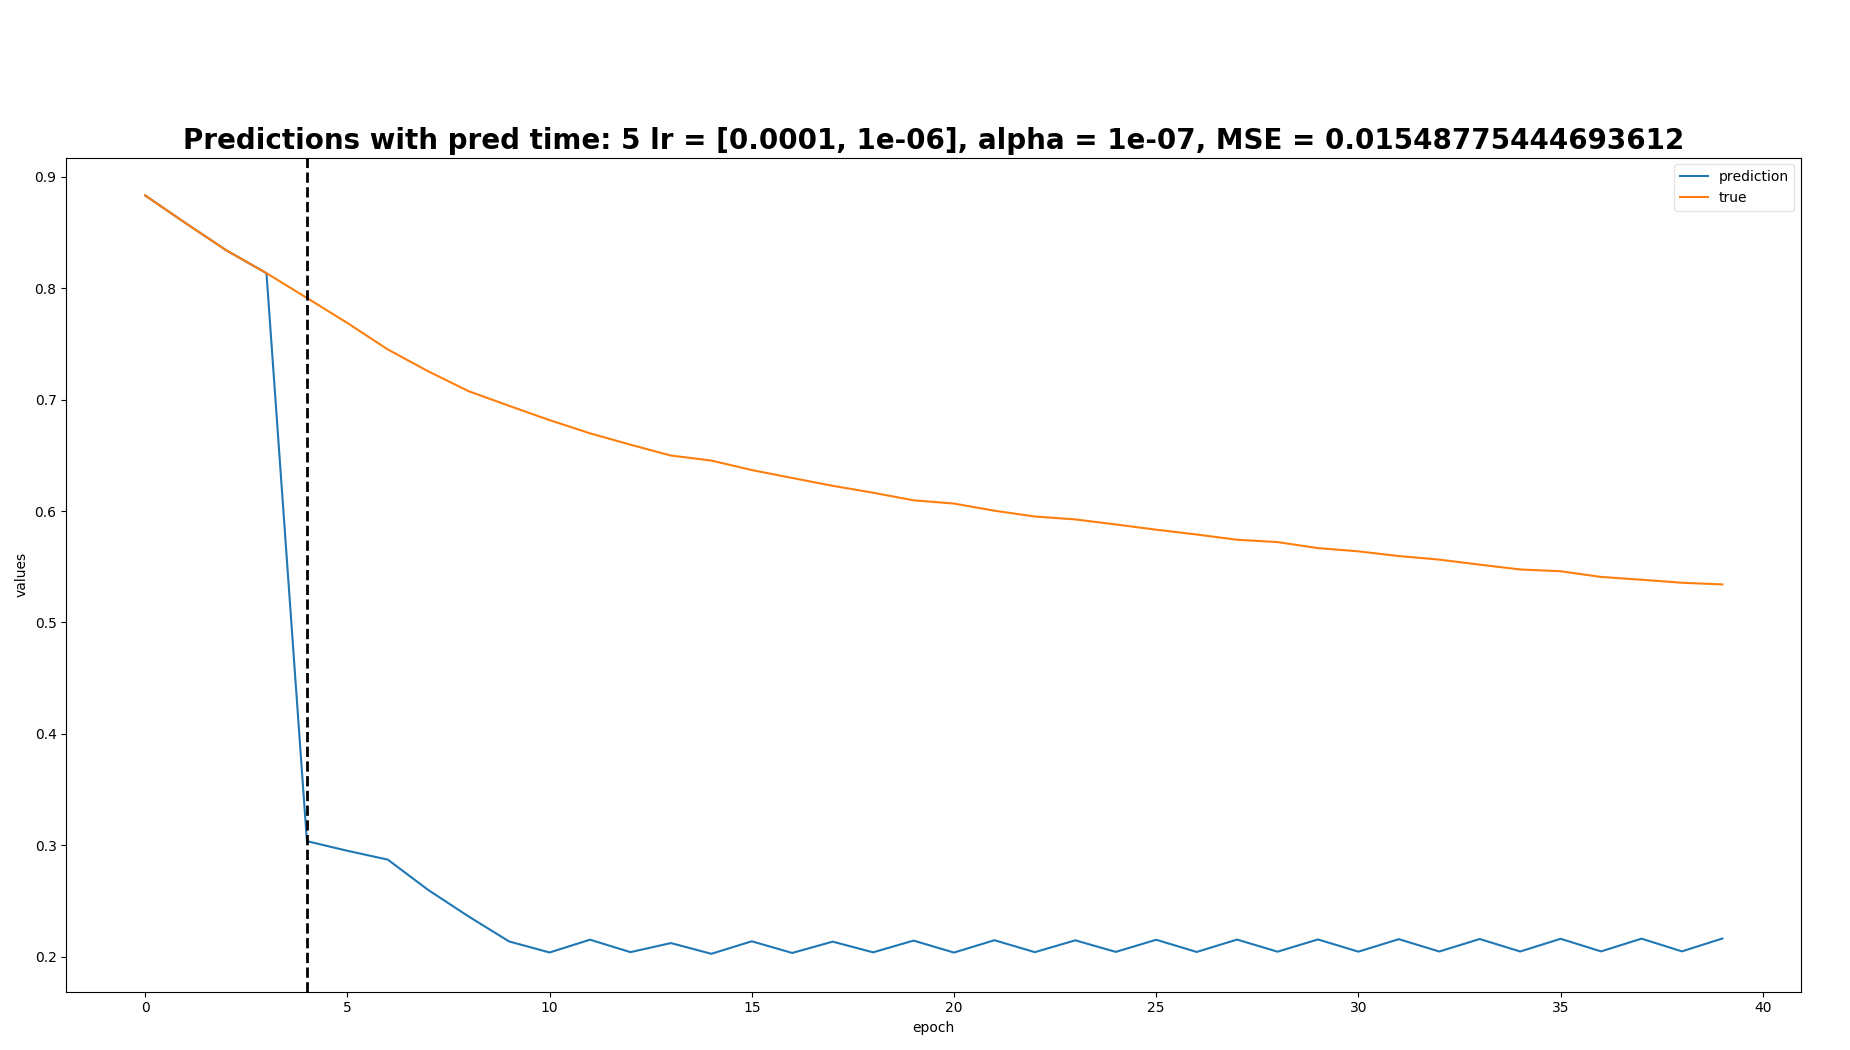 Predictions with pred time: 5 lr = [0.0001, 1e-06], alpha = 1e-07, MSE = 0.01548775444693612
prediction
true
0.9
0.8
0.7
0.6
0.5
0.4
0.3
0.2
values
0 5 10 15 20 25 30 35 40
epoch